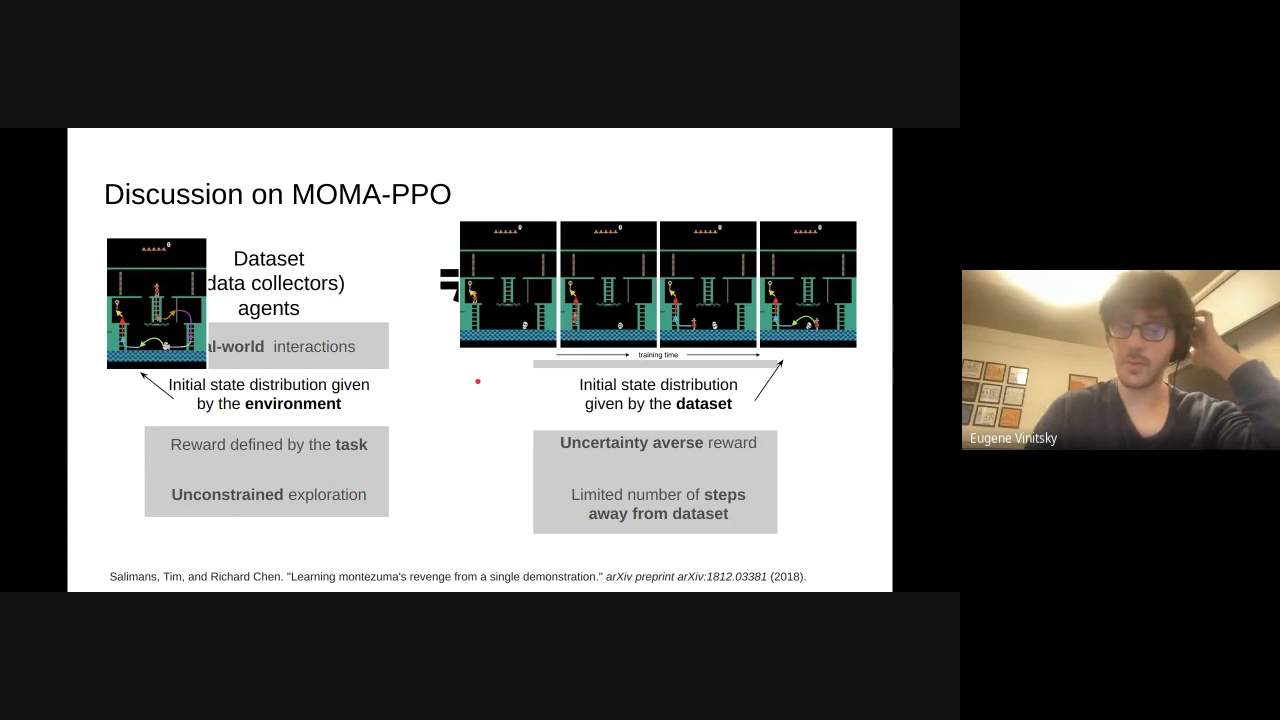 Discussion on MOMA-PPO
Dataset
data collectors)
agents
al-world interactions
Initial state distribution given
by the environment
Reward defined by the task
Unconstrained exploration
training time
Initial state distribution
given by the dataset
Uncertainty averse reward
Limited number of steps
away from dataset
Salimans, Tim, and Richard Chen. "Learning montezuma's revenge from a single demonstration." arXiv preprint arXiv:1812.03381 (2018).
Eugene Vinitsky